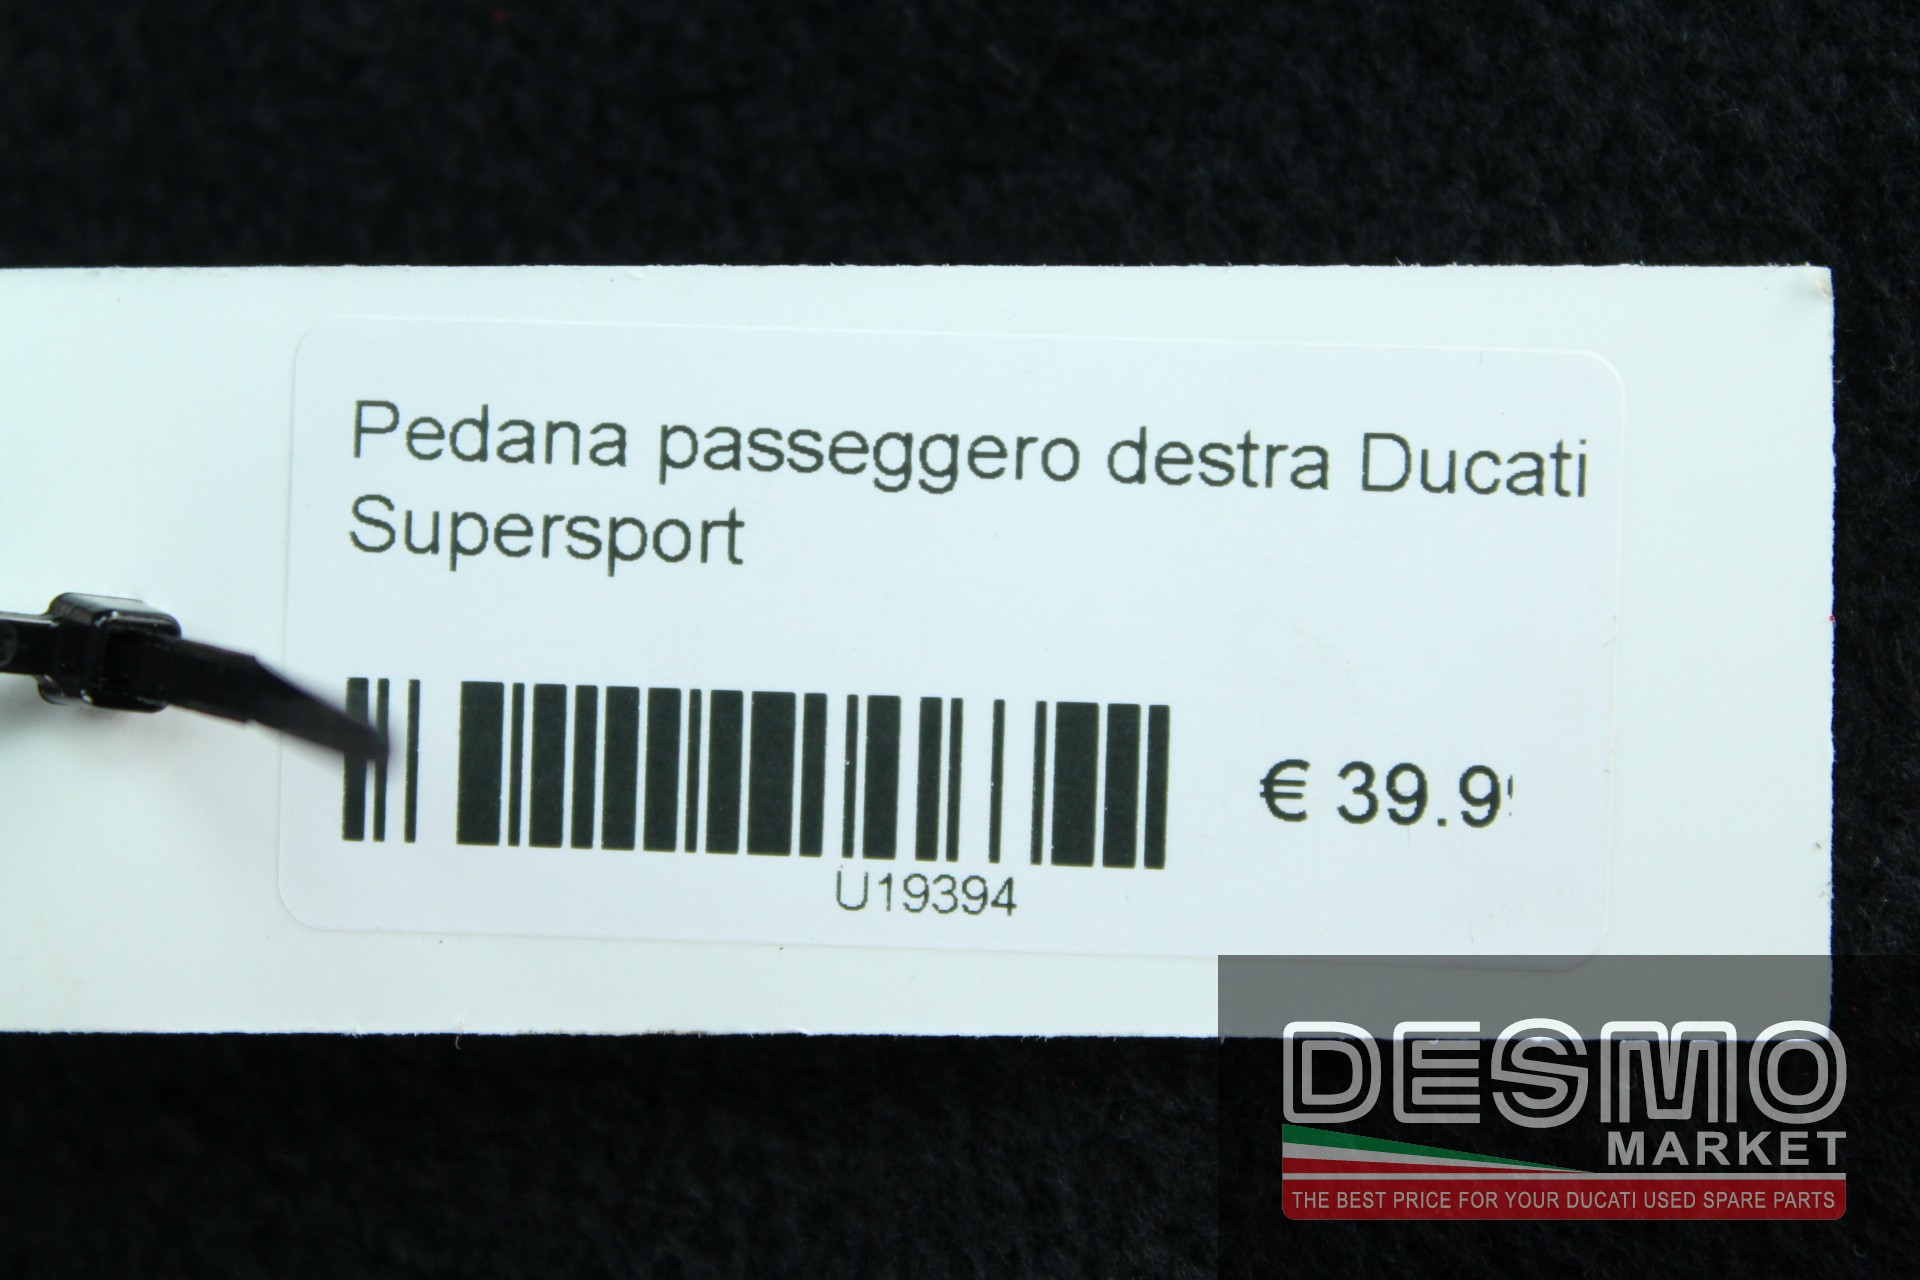 Pedana passeggero destra Ducati
Supersport
€ 39.9
U19394
DESMO
MARKET
THE BEST PRICE FOR YOUR DUCATI USED SPARE PARTS